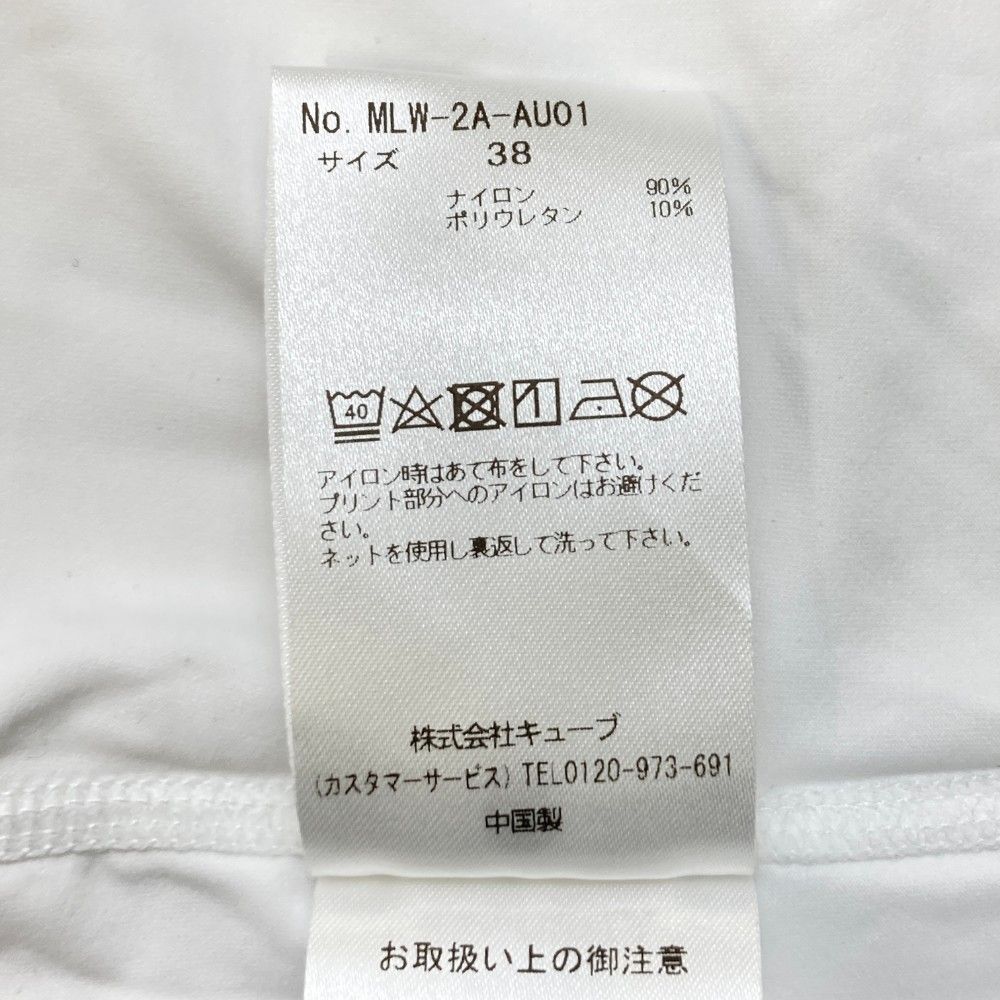 No. MLW-2A-AU01
サイズ 38
ナイロン 90%
ポリウレタン 10%
40
アイロン時はあて布をして下さい。
プリント部分へのアイロンはお避けくだ
さい。
ネットを使用し裏返して洗って下さい。
株式会社キューブ
(カスタマーサービス) TEL0120-973-691
中国製
お取扱い上の御注意